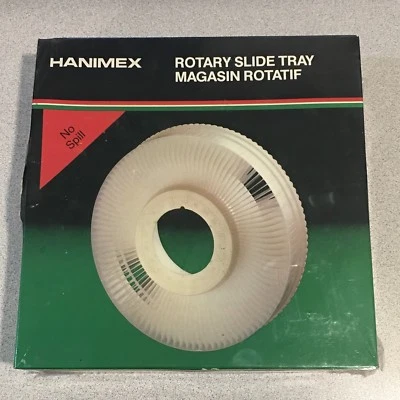 HANIMEX
ROTARY SLIDE TRAY
MAGASIN ROTATIF
No
Spill